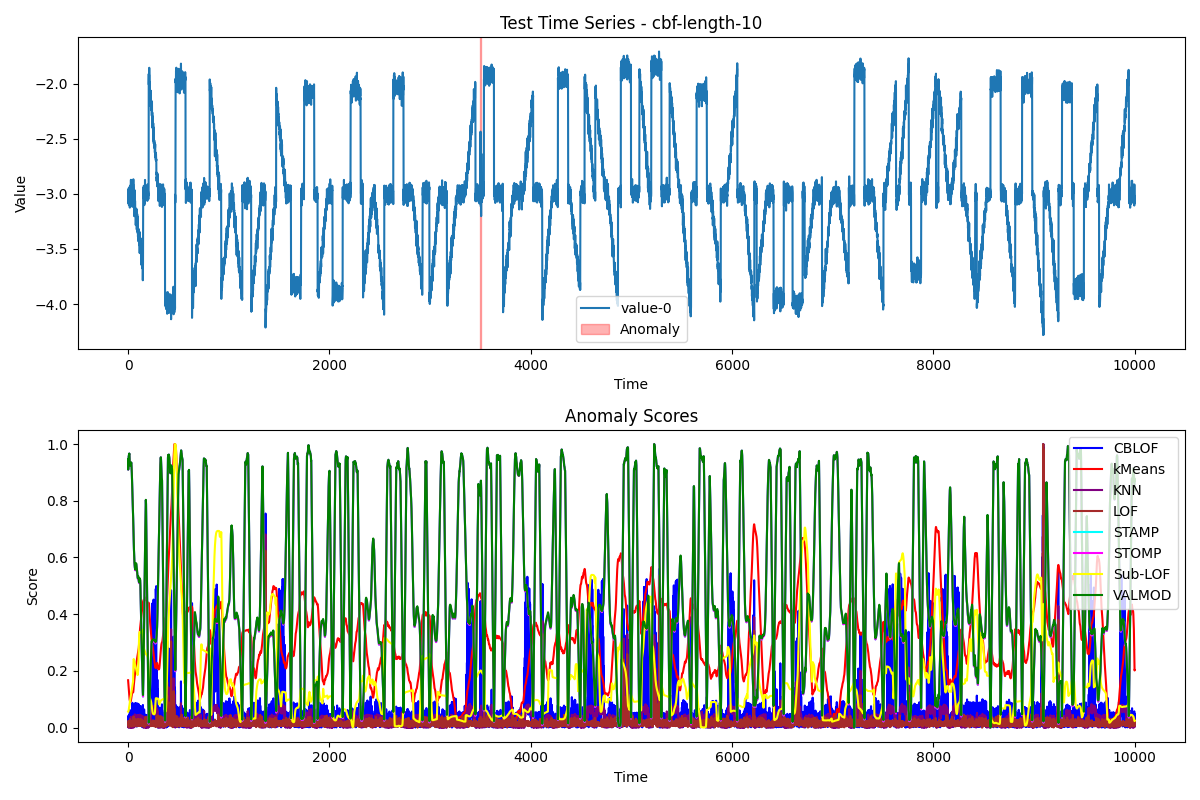 Test Time Series - cbf-length-10
Value
−2.0
−2.5
−3.0
−3.5
−4.0
value-0
Anomaly
0
2000
4000
6000
8000
10000
Time
Anomaly Scores
Score
1.0
0.8
0.6
0.4
0.2
0.0
CBLOF
kMeans
KNN
LOF
STAMP
STOMP
Sub-LOF
VALMOD
0
2000
4000
6000
8000
10000
Time